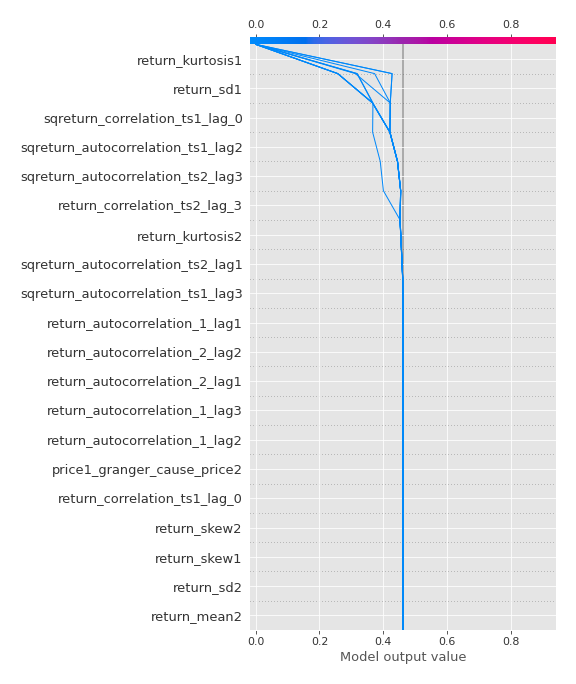 0.0 0.2 0.4 0.6 0.8
return_kurtosis1
return_sd1
sqreturn_correlation_ts1_lag_0
sqreturn_autocorrelation_ts1_lag2
sqreturn_autocorrelation_ts2_lag3
return_correlation_ts2_lag_3
return_kurtosis2
sqreturn_autocorrelation_ts2_lag1
sqreturn_autocorrelation_ts1_lag3
return_autocorrelation_1_lag1
return_autocorrelation_2_lag2
return_autocorrelation_2_lag1
return_autocorrelation_1_lag3
return_autocorrelation_1_lag2
price1_granger_cause_price2
return_correlation_ts1_lag_0
return_skew2
return_skew1
return_sd2
return_mean2
0.0 0.2 0.4 0.6 0.8
Model output value